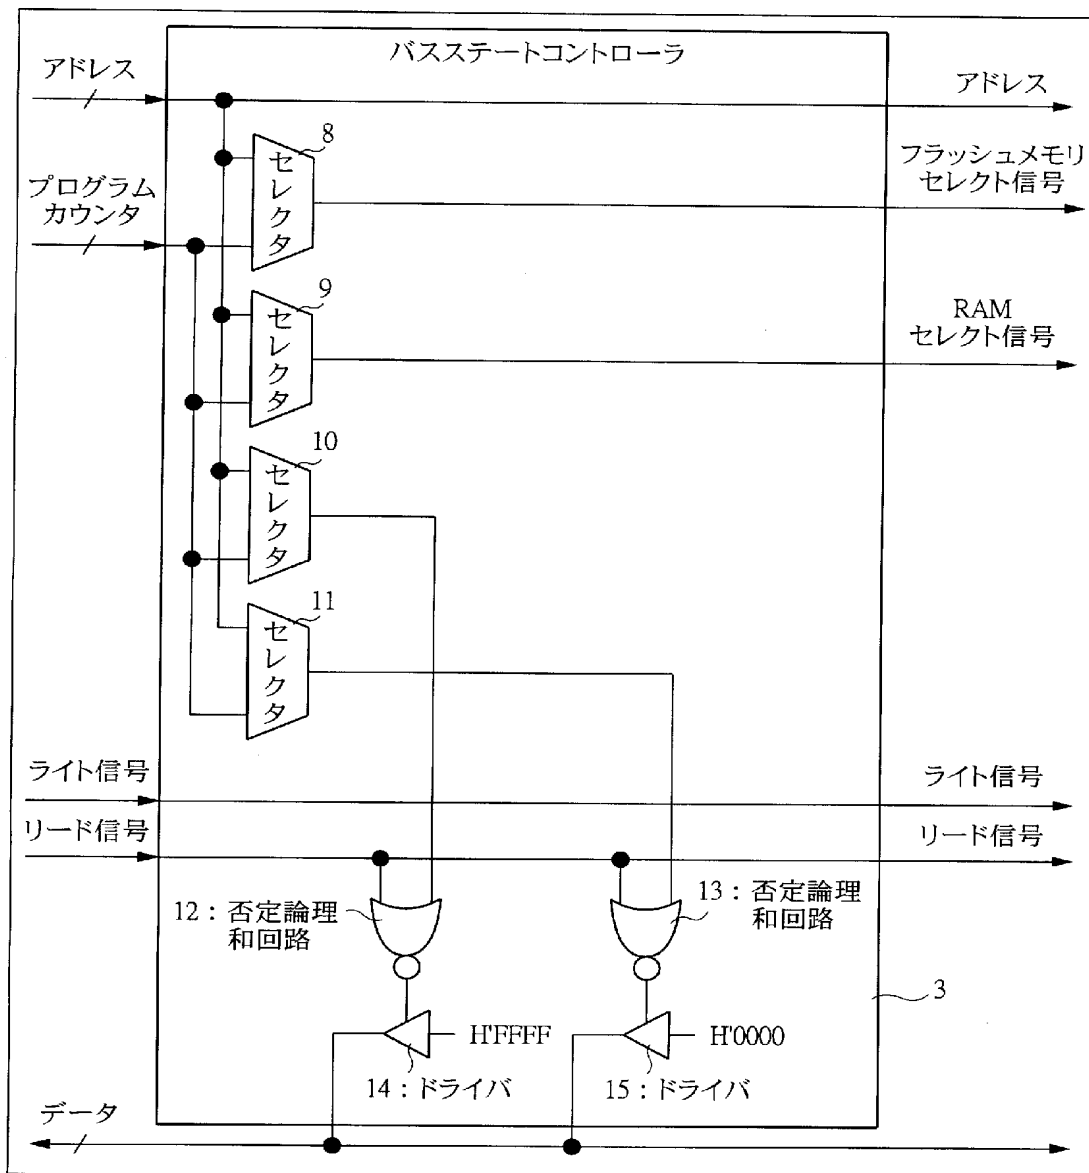 バスステートコントローラ
アドレス
アドレス
8
セレクタ
フラッシュメモリ
セレクト信号
プログラム
カウンタ
9
セレクタ
RAM
セレクト信号
10
セレクタ
11
セレクタ
ライト信号
ライト信号
リード信号
リード信号
12：否定論理
和回路
13：否定論理
和回路
3
H'FFFF
H'0000
14：ドライバ
15：ドライバ
データ